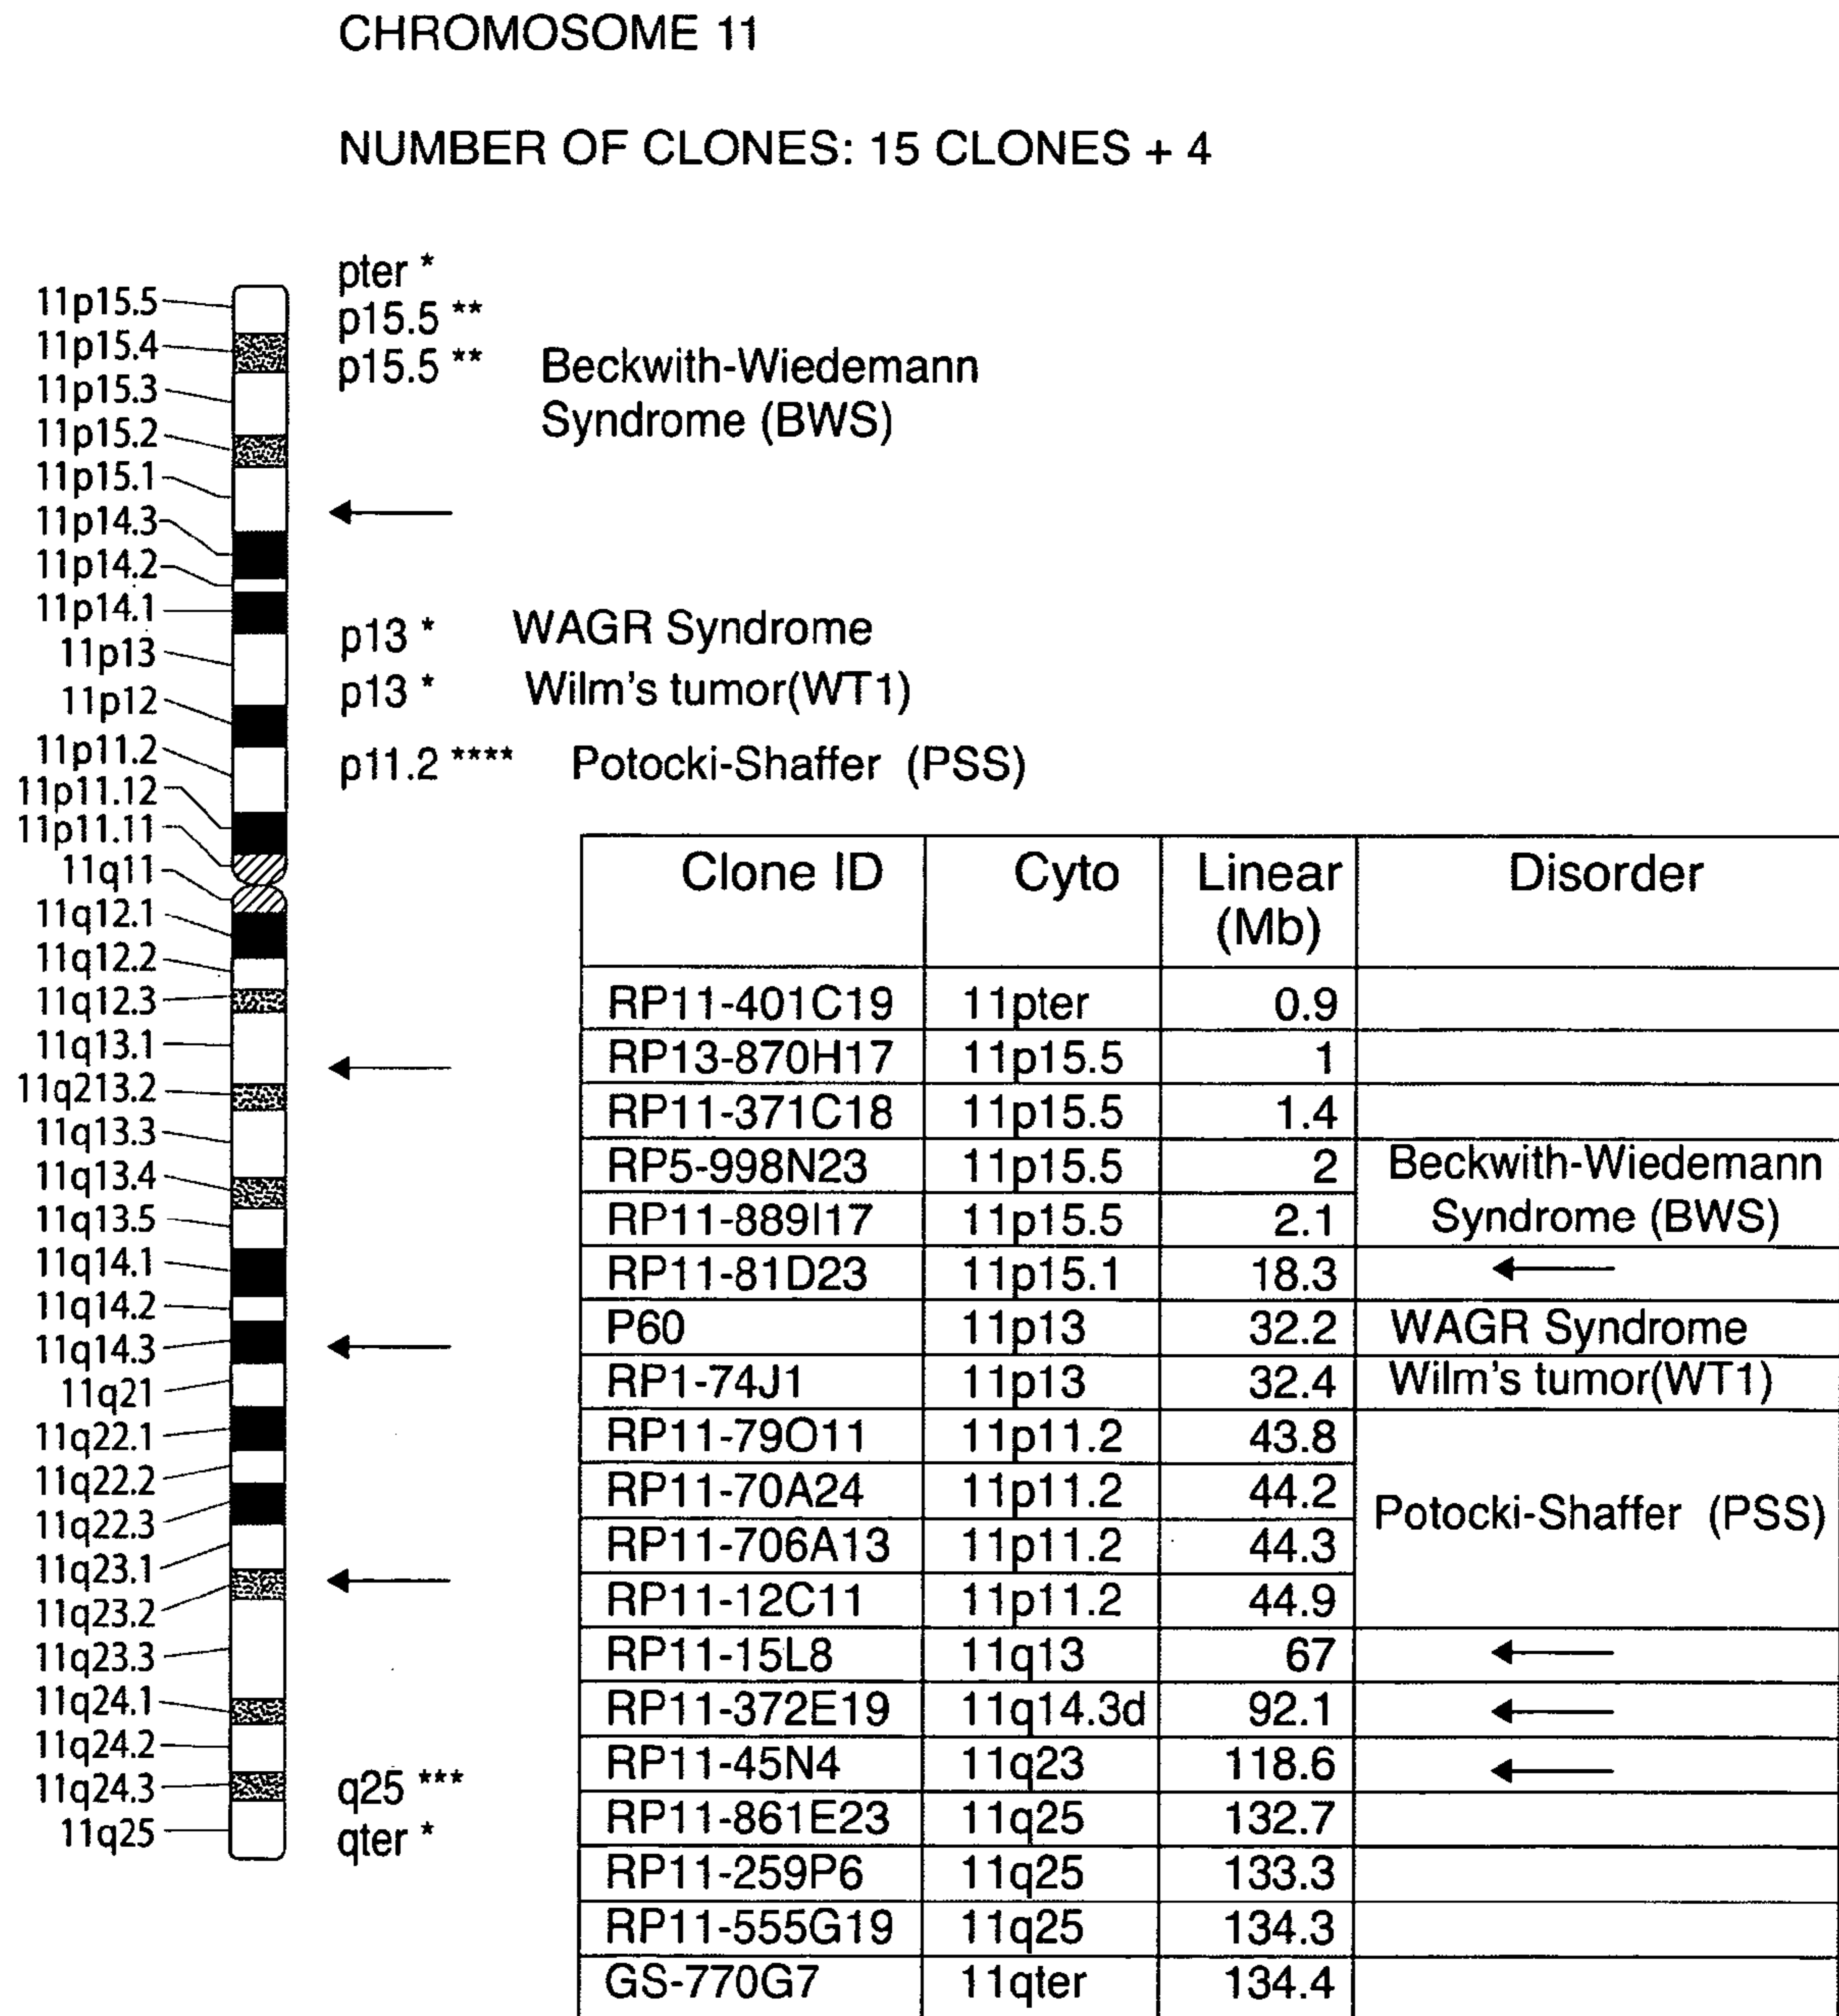 CHROMOSOME 11
NUMBER OF CLONES: 15 CLONES + 4
11p15.5
11p15.4
11p15.3
11p15.2
11p15.1
11p14.3
11p14.2
11p14.1
11p13
11p12
11p11.2
11p11.12
11p11.11
11q11
11q12.1
11q12.2
11q12.3
11q13.1
11q213.2
11q13.3
11q13.4
11q13.5
11q14.1
11q14.2
11q14.3
11q21
11q22.1
11q22.2
11q22.3
11q23.1
11q23.2
11q23.3
11q24.1
11q24.2
11q24.3
11q25
pter *
p15.5 **
p15.5 ** Beckwith-Wiedemann
Syndrome (BWS)
p13 * WAGR Syndrome
p13 * Wilm's tumor(WT1)
p11.2 **** Potocki-Shaffer (PSS)
q25 ***
qter *
Clone ID Cyto Linear Disorder
(Mb)
RP11-401C19 11pter 0.9
RP13-870H17 11p15.5 1
RP11-371C18 11p15.5 1.4
RP5-998N23 11p15.5 2 Beckwith-Wiedemann
RP11-889I17 11p15.5 2.1 Syndrome (BWS)
RP11-81D23 11p15.1 18.3 ←
P60 11p13 32.2 WAGR Syndrome
RP1-74J1 11p13 32.4 Wilm's tumor(WT1)
RP11-79O11 11p11.2 43.8
RP11-70A24 11p11.2 44.2
Potocki-Shaffer (PSS)
RP11-706A13 11p11.2 44.3
RP11-12C11 11p11.2 44.9
RP11-15L8 11q13 67 ←
RP11-372E19 11q14.3d 92.1 ←
RP11-45N4 11q23 118.6 ←
RP11-861E23 11q25 132.7
RP11-259P6 11q25 133.3
RP11-555G19 11q25 134.3
GS-770G7 11qter 134.4